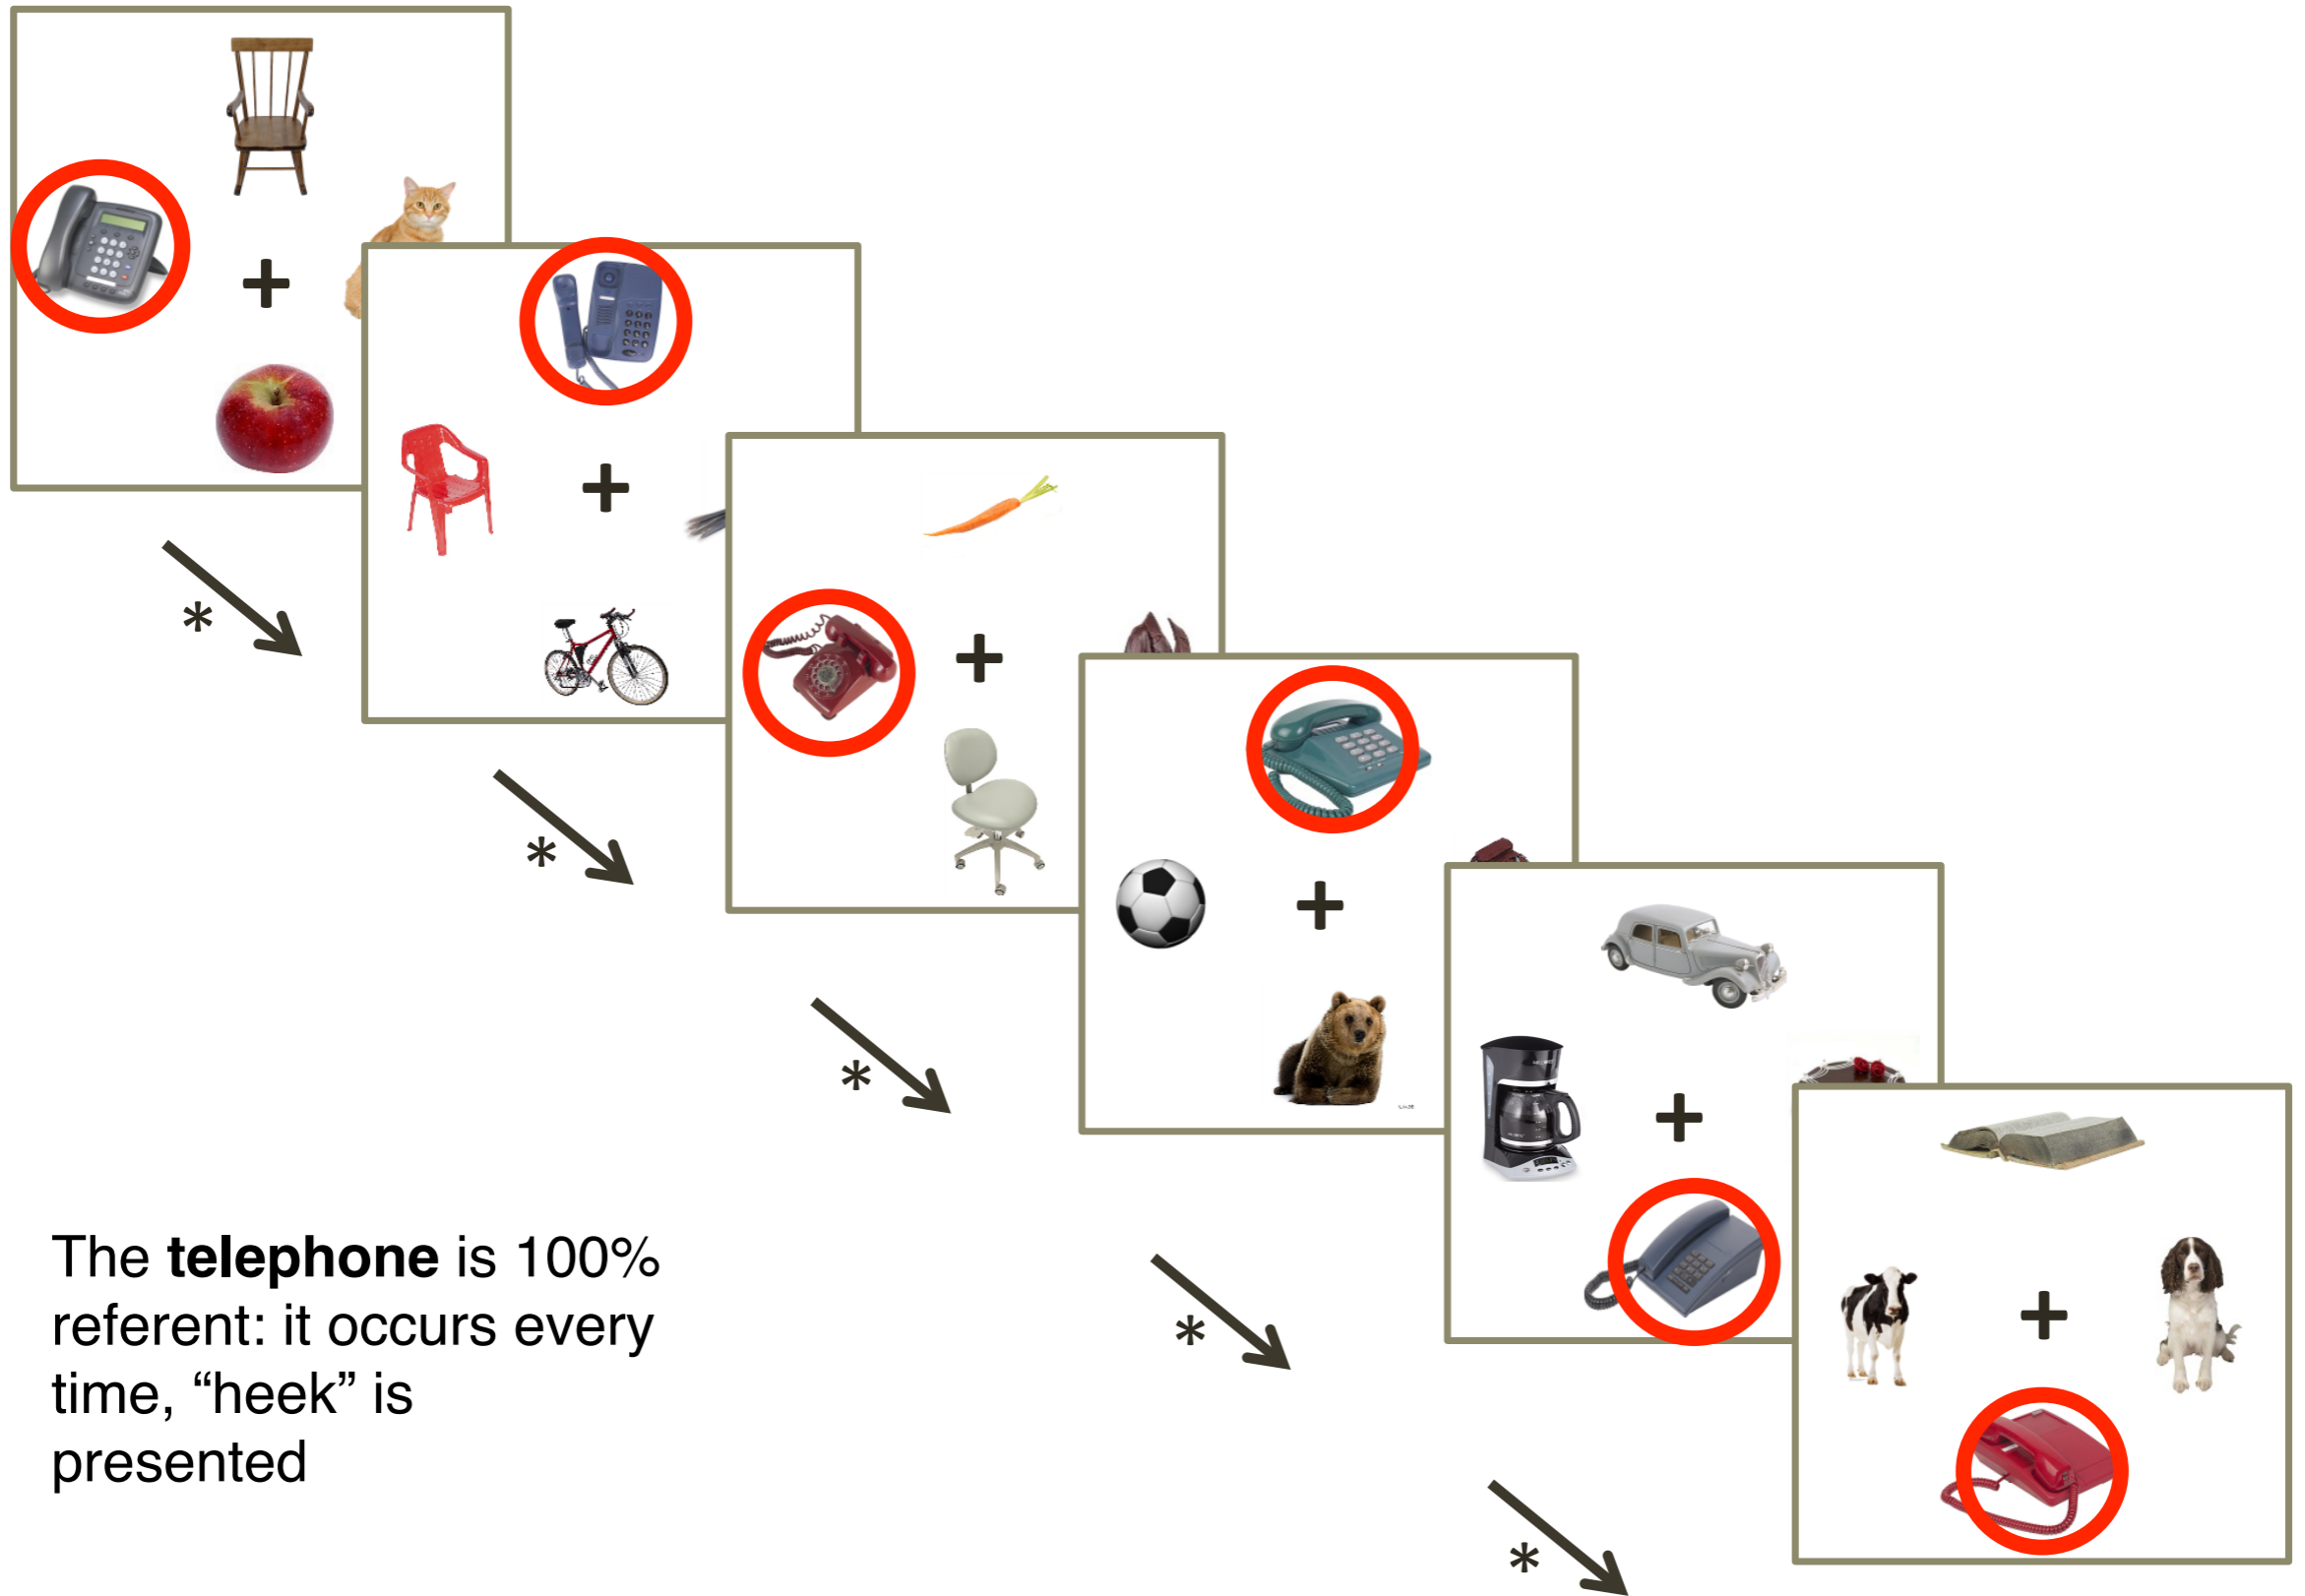 The telephone is 100%
referent: it occurs every
time, “heek” is
presented